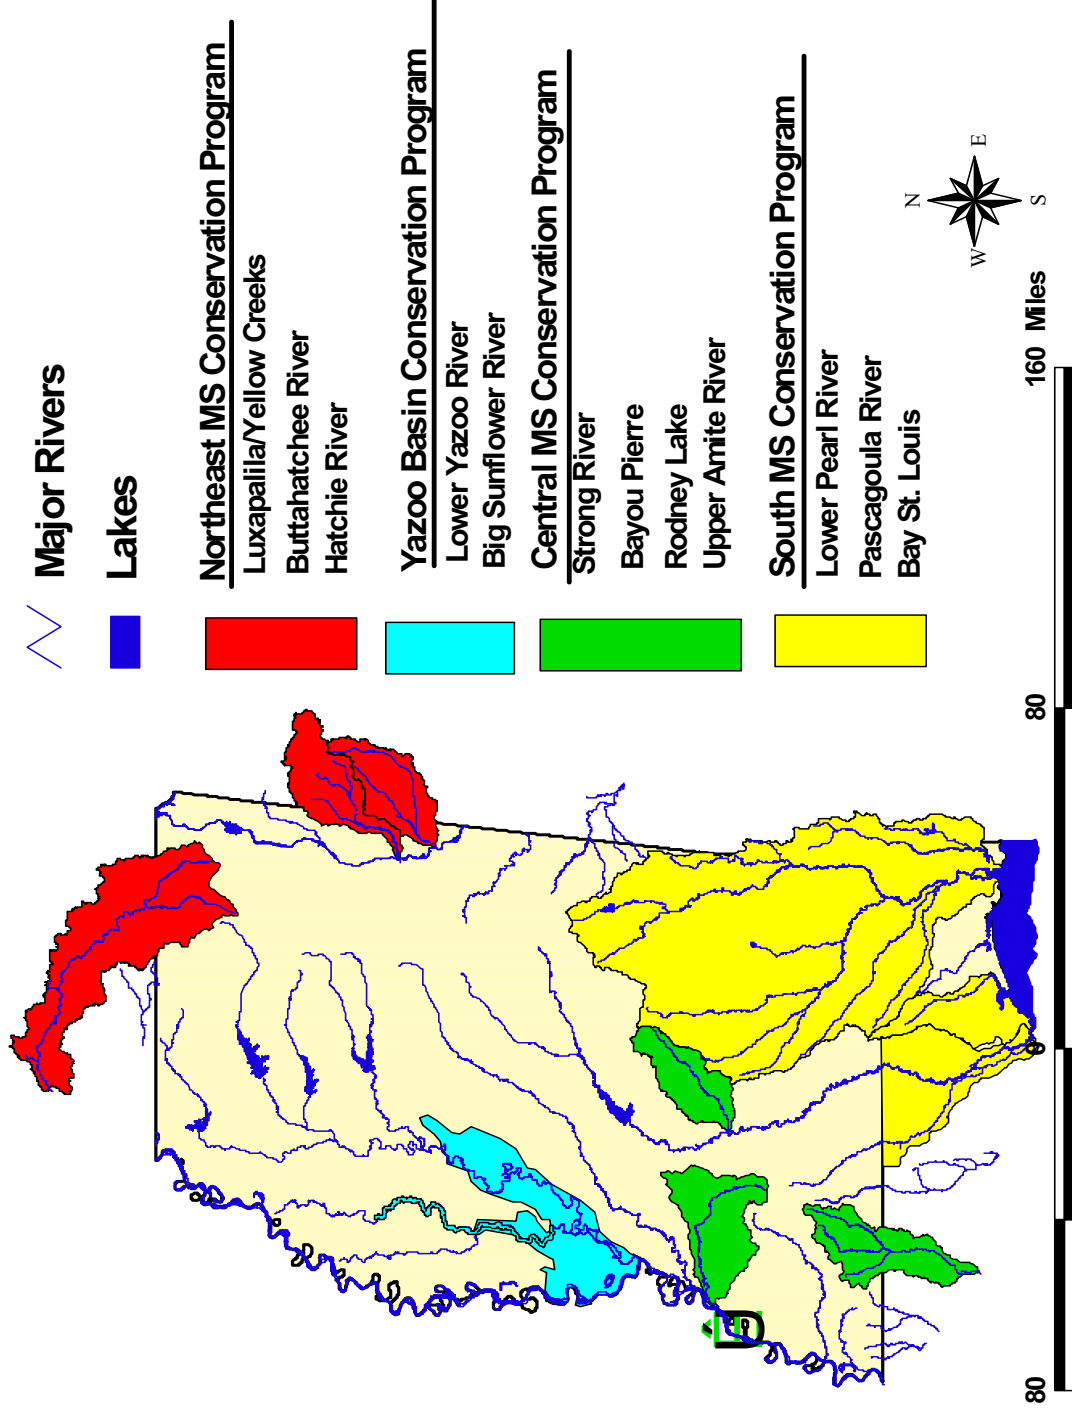 Major Rivers
Lakes
Northeast MS Conservation Program
Luxapalila/Yellow Creeks
Buttahatchee River
Hatchie River
Yazoo Basin Conservation Program
Lower Yazoo River
Big Sunflower River
Central MS Conservation Program
Strong River
Bayou Pierre
Rodney Lake
Upper Amite River
South MS Conservation Program
Lower Pearl River
Pascagoula River
Bay St. Louis
N
W E
S
80 0 80 160 Miles